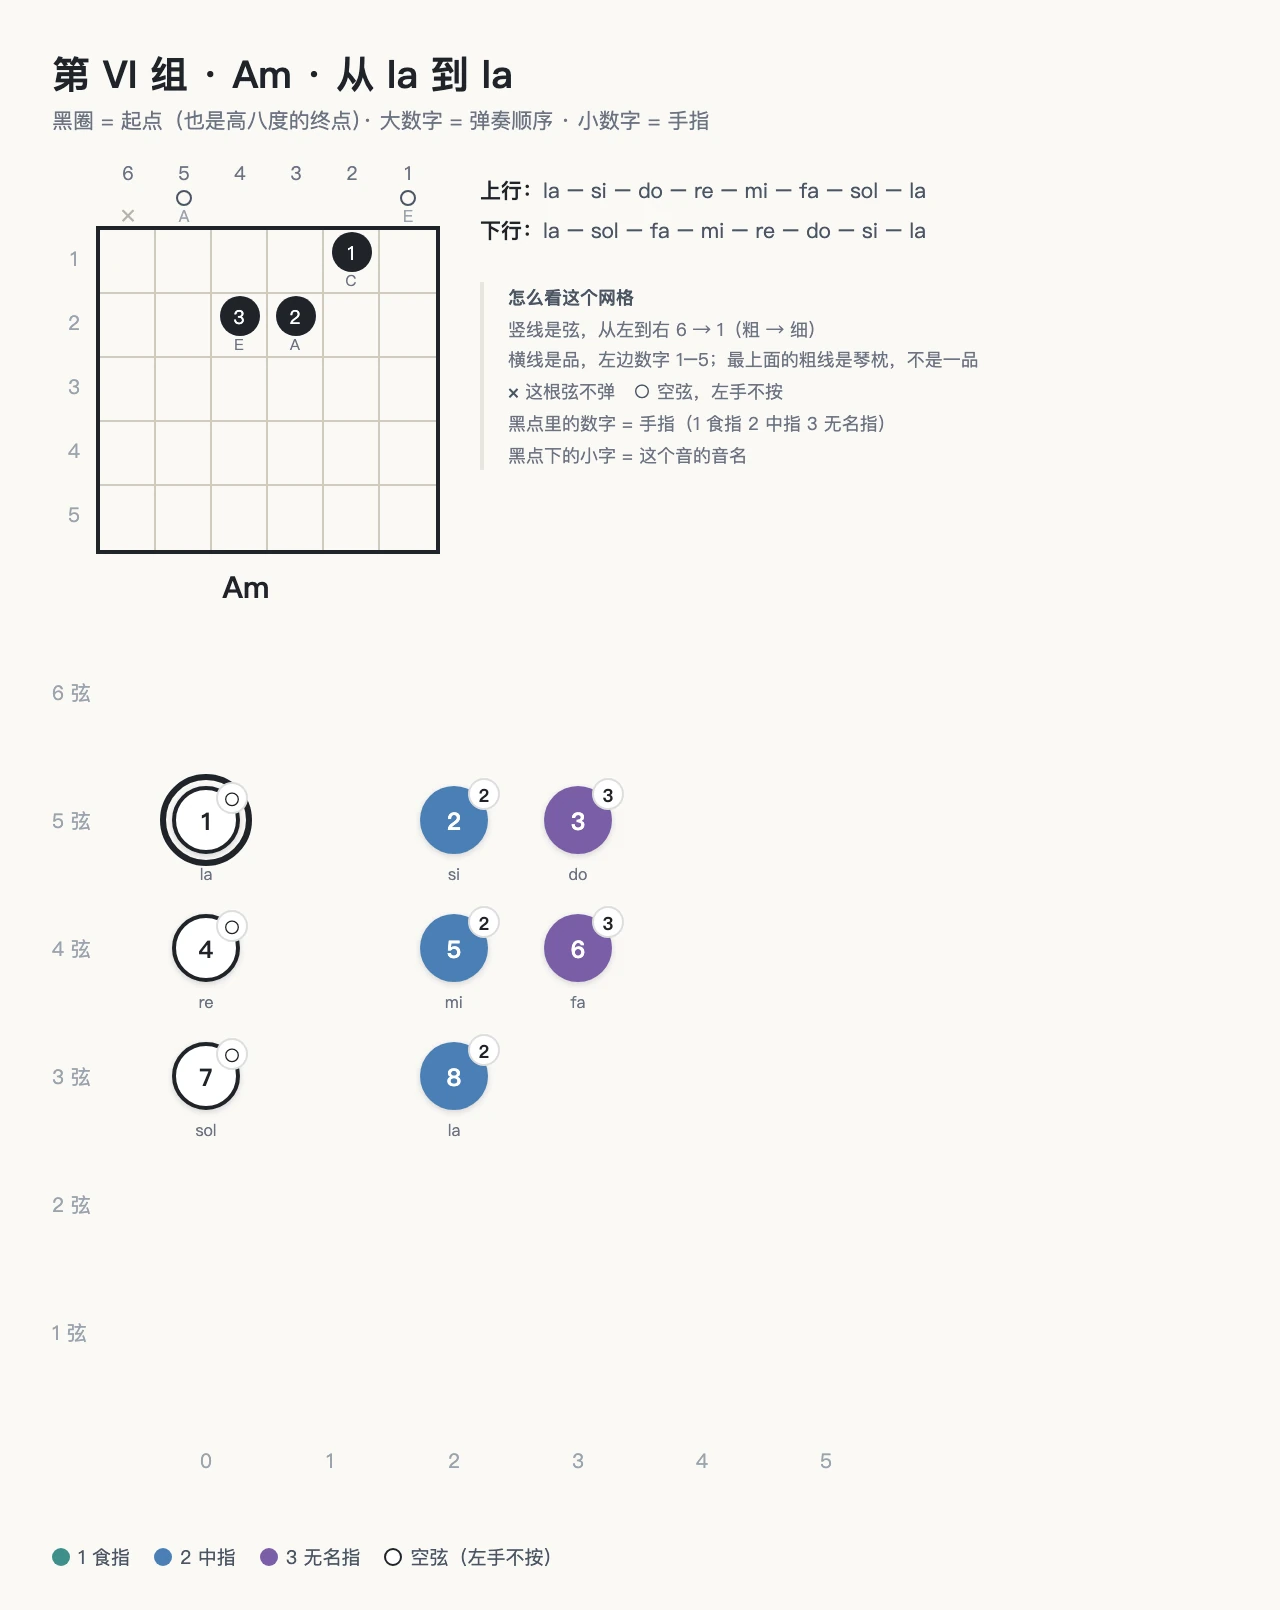 第 VI 组 · Am · 从 la 到 la
黑圈 = 起点（也是高八度的终点）· 大数字 = 弹奏顺序 · 小数字 = 手指
6 5 4 3 2 1
× A E
1 1
C
2 3 2
E A
3
4
5
Am
上行：la — si — do — re — mi — fa — sol — la
下行：la — sol — fa — mi — re — do — si — la
怎么看这个网格
竖线是弦，从左到右 6 → 1（粗 → 细）
横线是品，左边数字 1—5；最上面的粗线是琴枕，不是一品
× 这根弦不弹 ○ 空弦，左手不按
黑点里的数字 = 手指（1 食指 2 中指 3 无名指）
黑点下的小字 = 这个音的音名
6 弦
5 弦 1 2 2 3 3
la si do
4 弦 4 5 2 6 3
re mi fa
3 弦 7 8 2
sol la
2 弦
1 弦
0 1 2 3 4 5
1 食指 2 中指 3 无名指 空弦（左手不按）